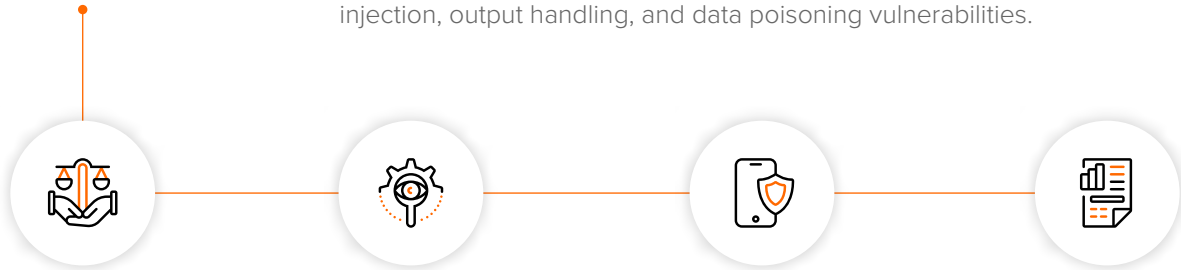 injection, output handling, and data poisoning vulnerabilities.